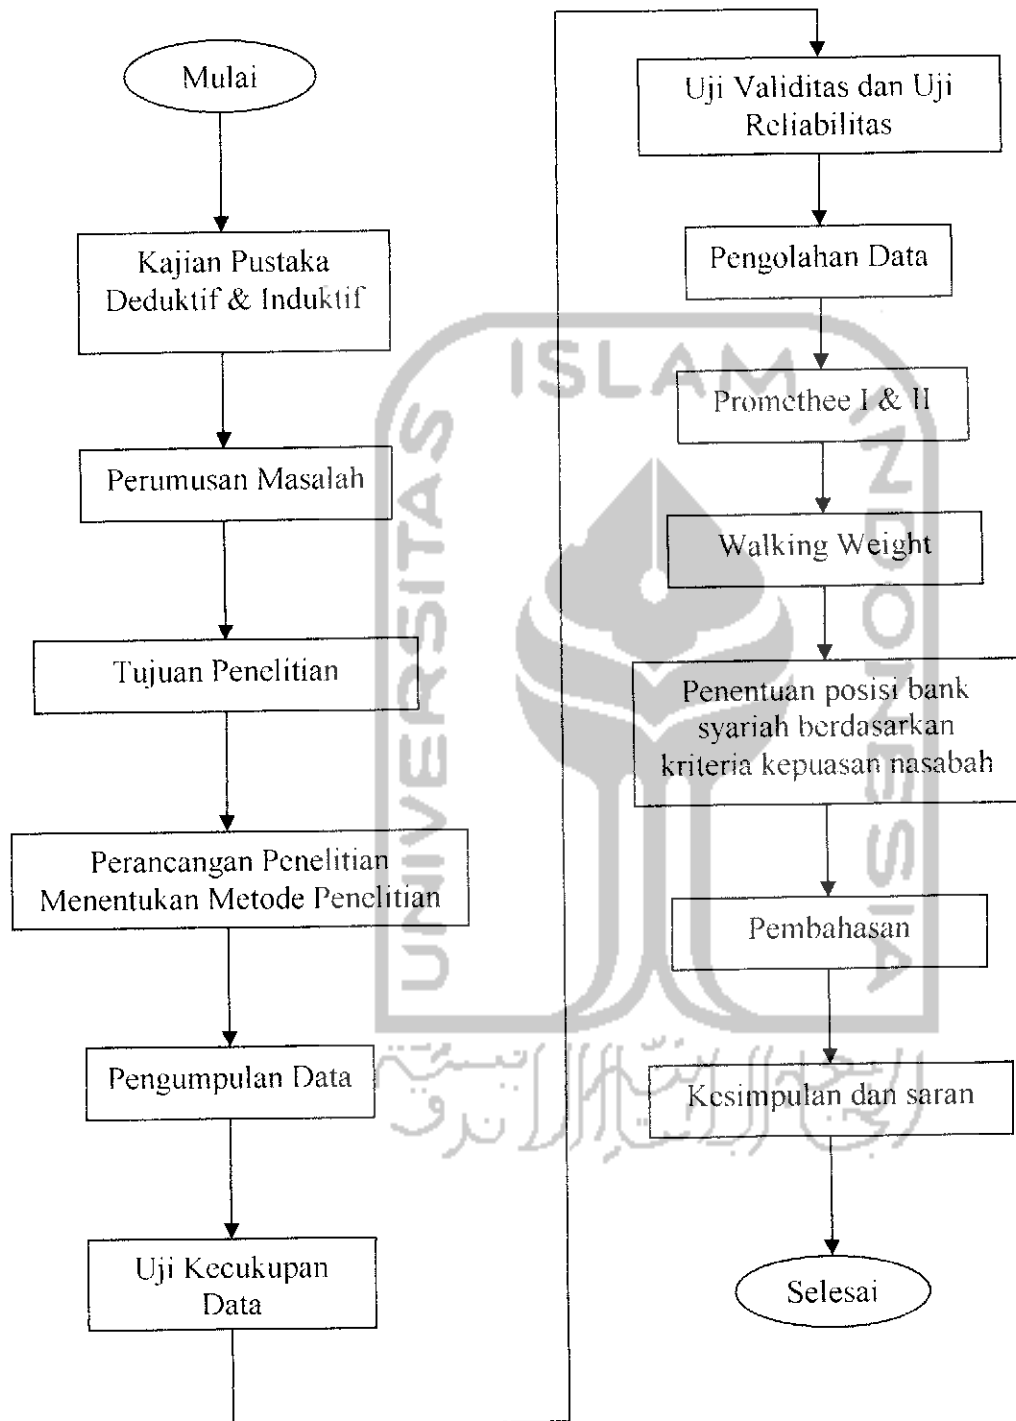 Mulai
Kajian Pustaka
Deduktif & Induktif
Perumusan Masalah
Tujuan Penelitian
Perancangan Penelitian
Menentukan Metode Penelitian
Pengumpulan Data
Uji Kecukupan
Data
Uji Validitas dan Uji
Reliabilitas
Pengolahan Data
Promethee I & II
Walking Weight
Penentuan posisi bank
syariah berdasarkan
kriteria kepuasan nasabah
Pembahasan
Kesimpulan dan saran
Selesai
UNIVERSITAS
ISLAM
INDONESIA